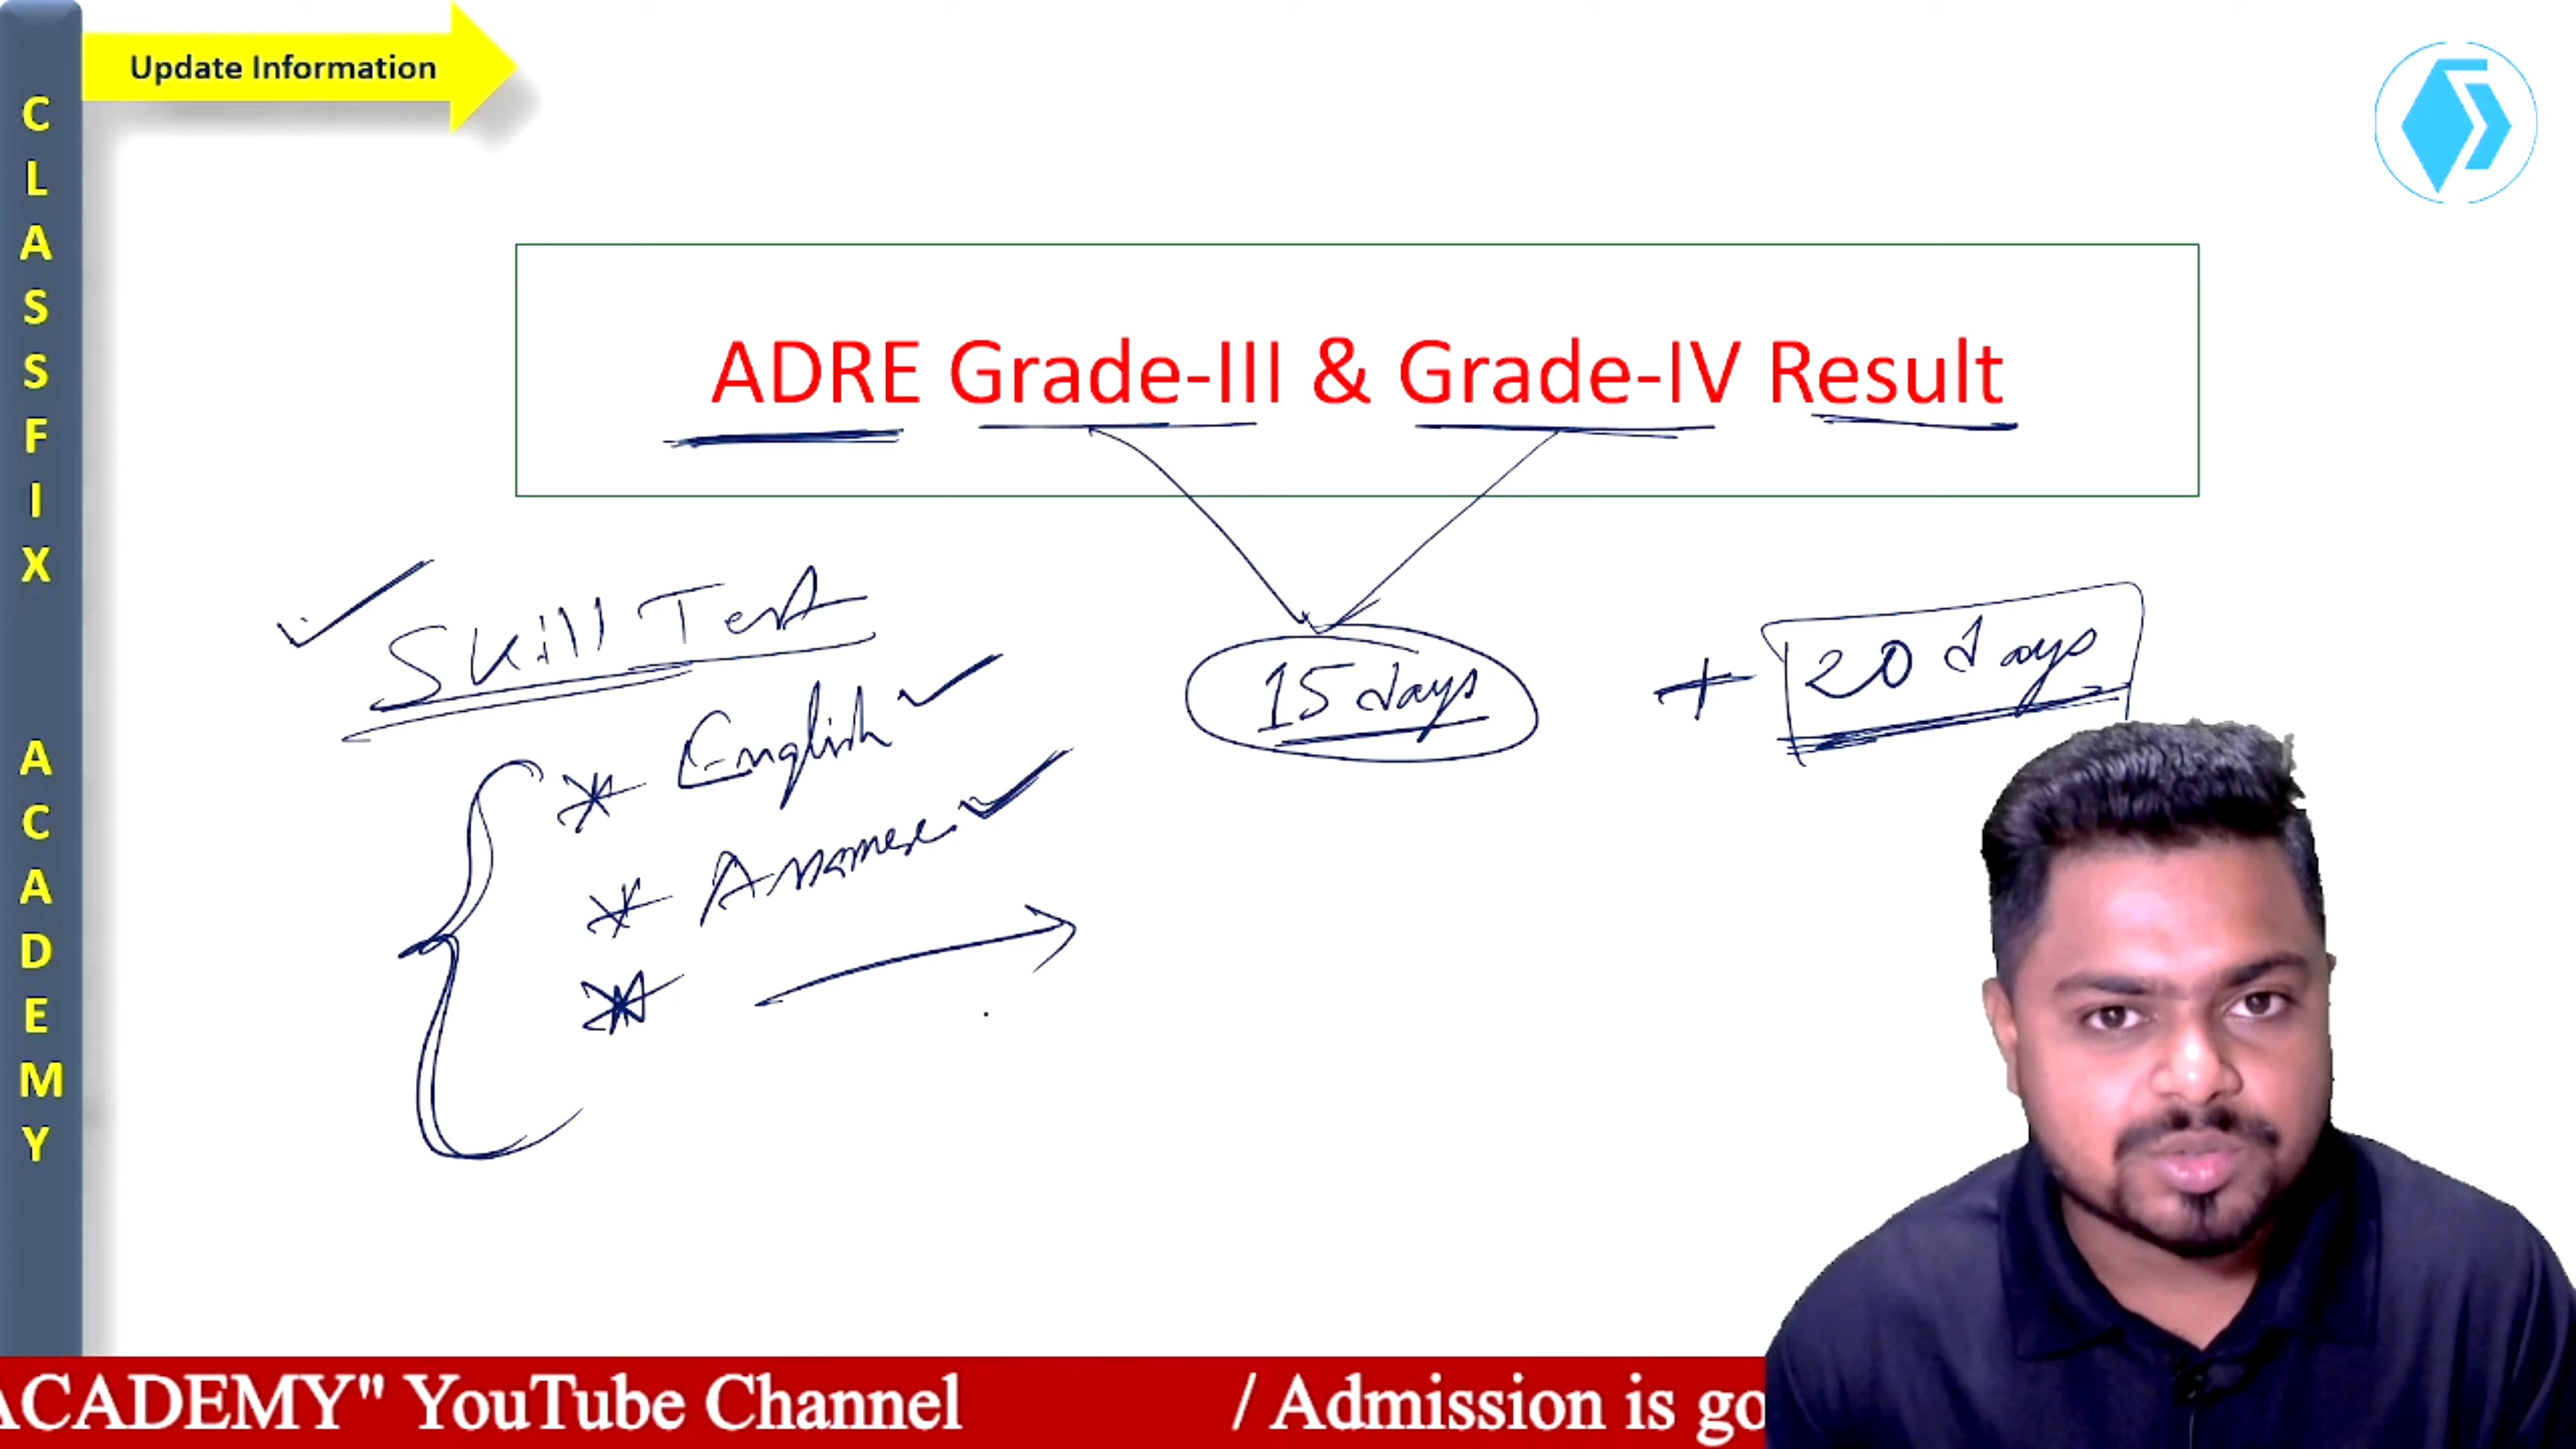 Update Information
CLASSFIX ACADEMY
ADRE Grade-III & Grade-IV Result
Skill Test
* English
* Assamese
*
15 days
+ 20 days
ACADEMY" YouTube Channel / Admission is go